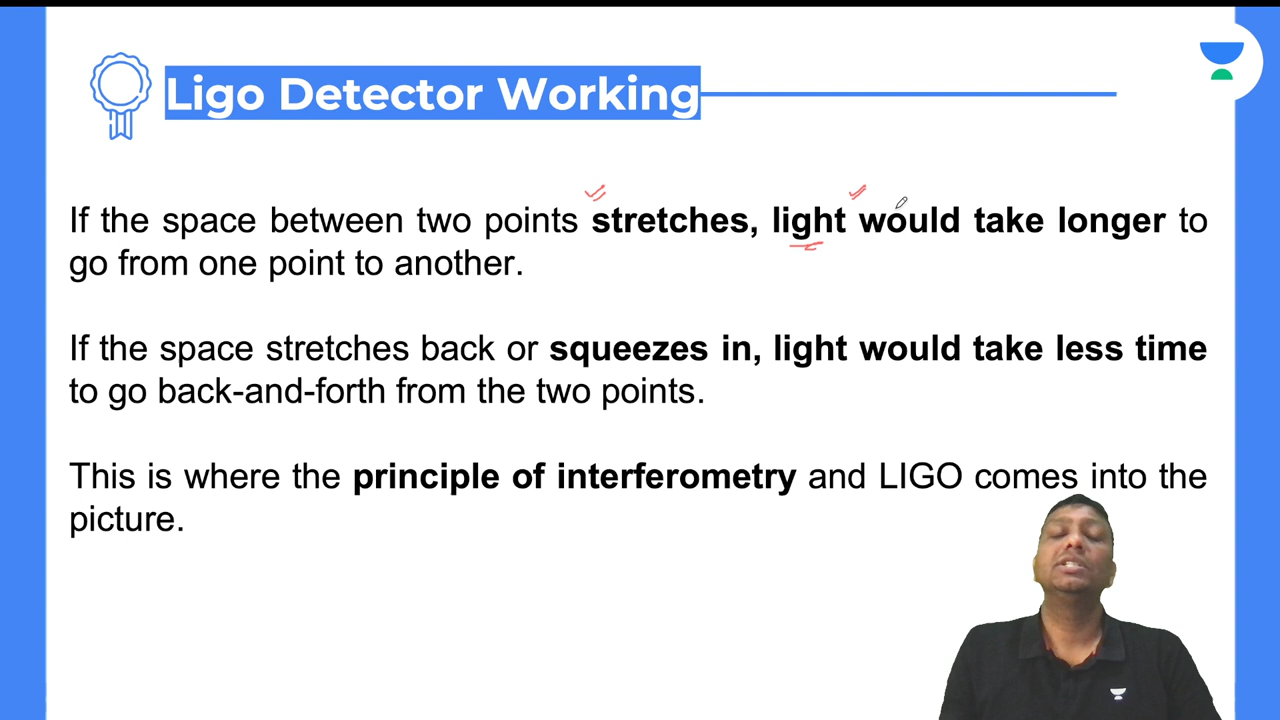 Ligo Detector Working
If the space between two points stretches, light would take longer to
go from one point to another.
If the space stretches back or squeezes in, light would take less time
to go back-and-forth from the two points.
This is where the principle of interferometry and LIGO comes into the
picture.